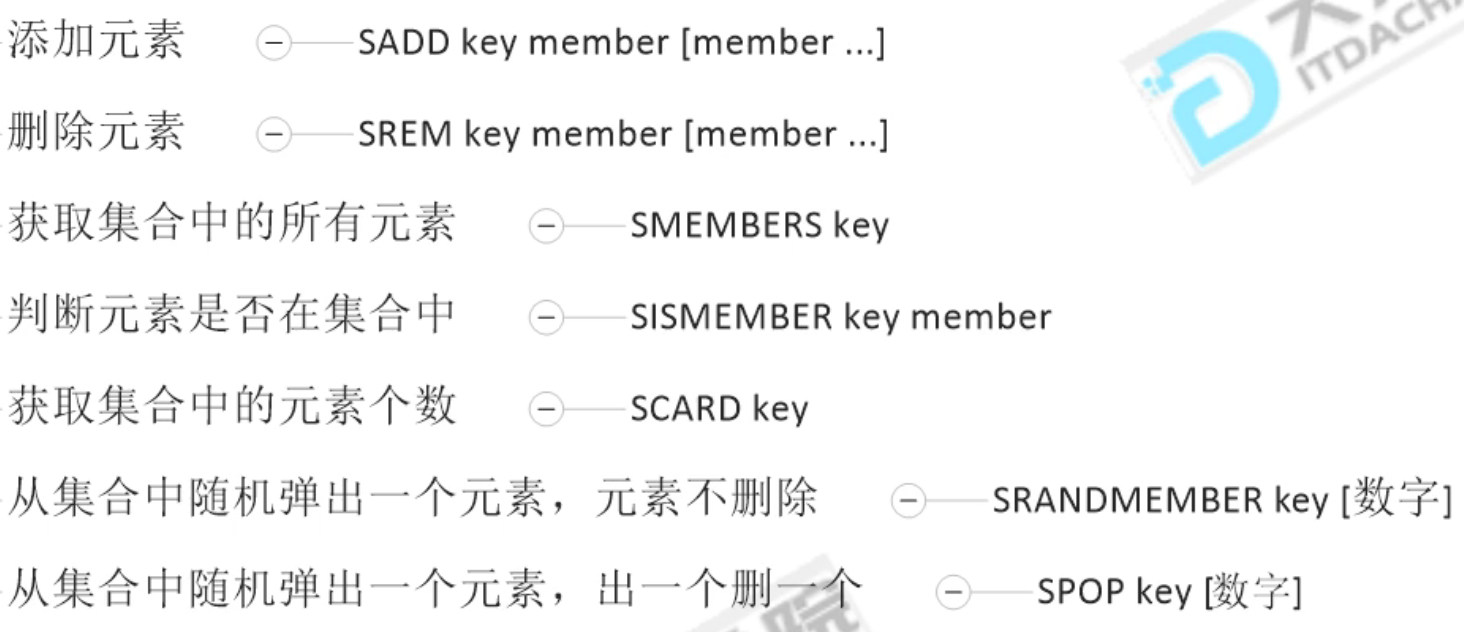 添加元素 SADD key member [member ...]
删除元素 SREM key member [member ...]
获取集合中的所有元素 SMEMBERS key
判断元素是否在集合中 SISMEMBER key member
获取集合中的元素个数 SCARD key
从集合中随机弹出一个元素，元素不删除 SRANDMEMBER key [数字]
从集合中随机弹出一个元素，出一个删一个 SPOP key [数字]